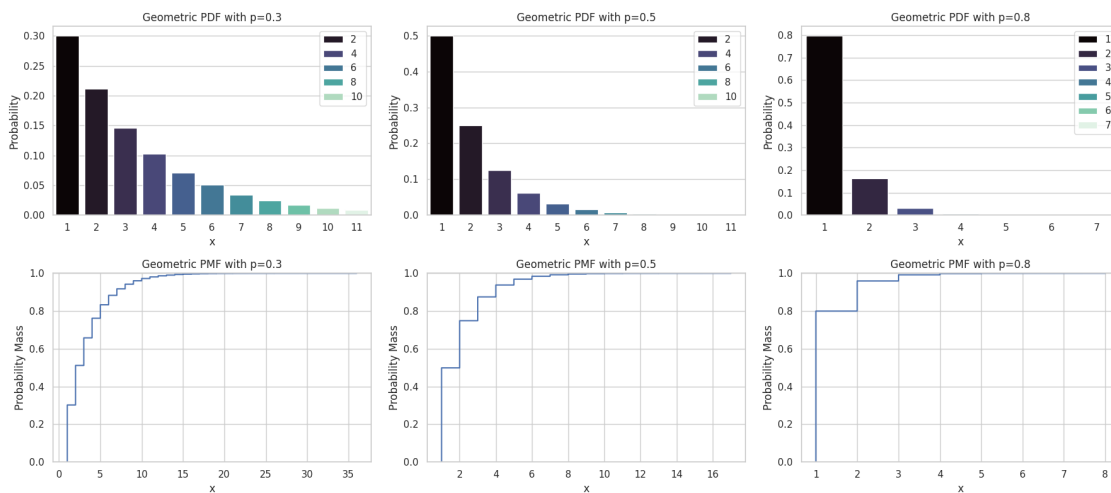 Geometric PDF with p=0.3
Probability
0.30
0.25
0.20
0.15
0.10
0.05
0.00
2
4
6
8
10
1 2 3 4 5 6 7 8 9 10 11
x
Geometric PDF with p=0.5
Probability
0.5
0.4
0.3
0.2
0.1
0.0
2
4
6
8
10
1 2 3 4 5 6 7 8 9 10 11
x
Geometric PDF with p=0.8
Probability
0.8
0.7
0.6
0.5
0.4
0.3
0.2
0.1
0.0
1
2
3
4
5
6
7
1 2 3 4 5 6 7
x
Geometric PMF with p=0.3
Probability Mass
1.0
0.8
0.6
0.4
0.2
0.0
0 5 10 15 20 25 30 35
x
Geometric PMF with p=0.5
Probability Mass
1.0
0.8
0.6
0.4
0.2
0.0
2 4 6 8 10 12 14 16
x
Geometric PMF with p=0.8
Probability Mass
1.0
0.8
0.6
0.4
0.2
0.0
1 2 3 4 5 6 7 8
x